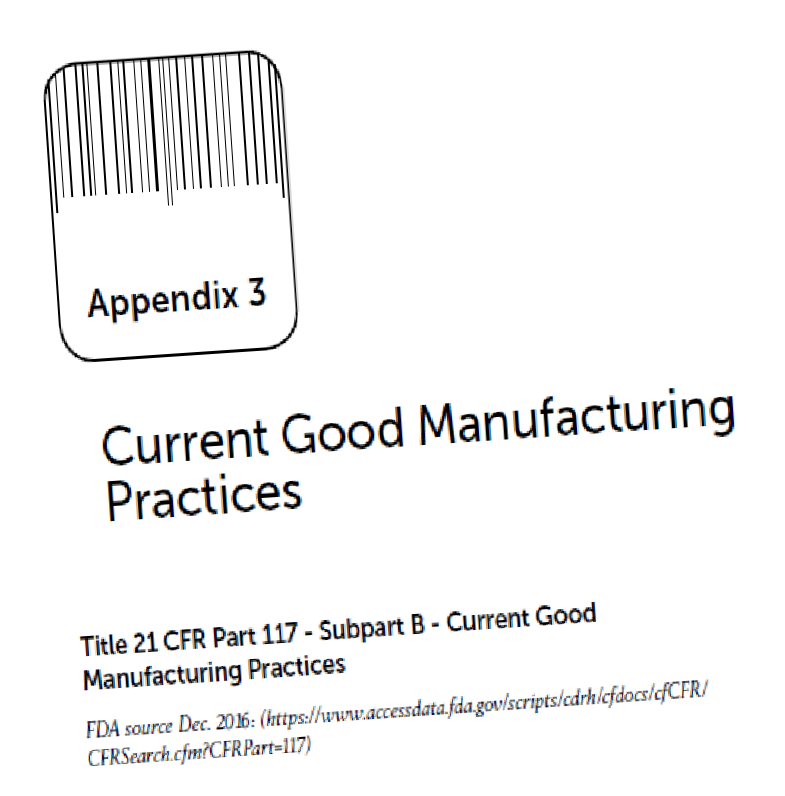 Appendix 3
Current Good Manufacturing
Practices
Title 21 CFR Part 117 - Subpart B - Current Good
Manufacturing Practices
FDA source Dec. 2016: (https://www.accessdata.fda.gov/scripts/cdrh/cfdocs/cfCFR/
CFRSearch.cfm?CFRPart=117)